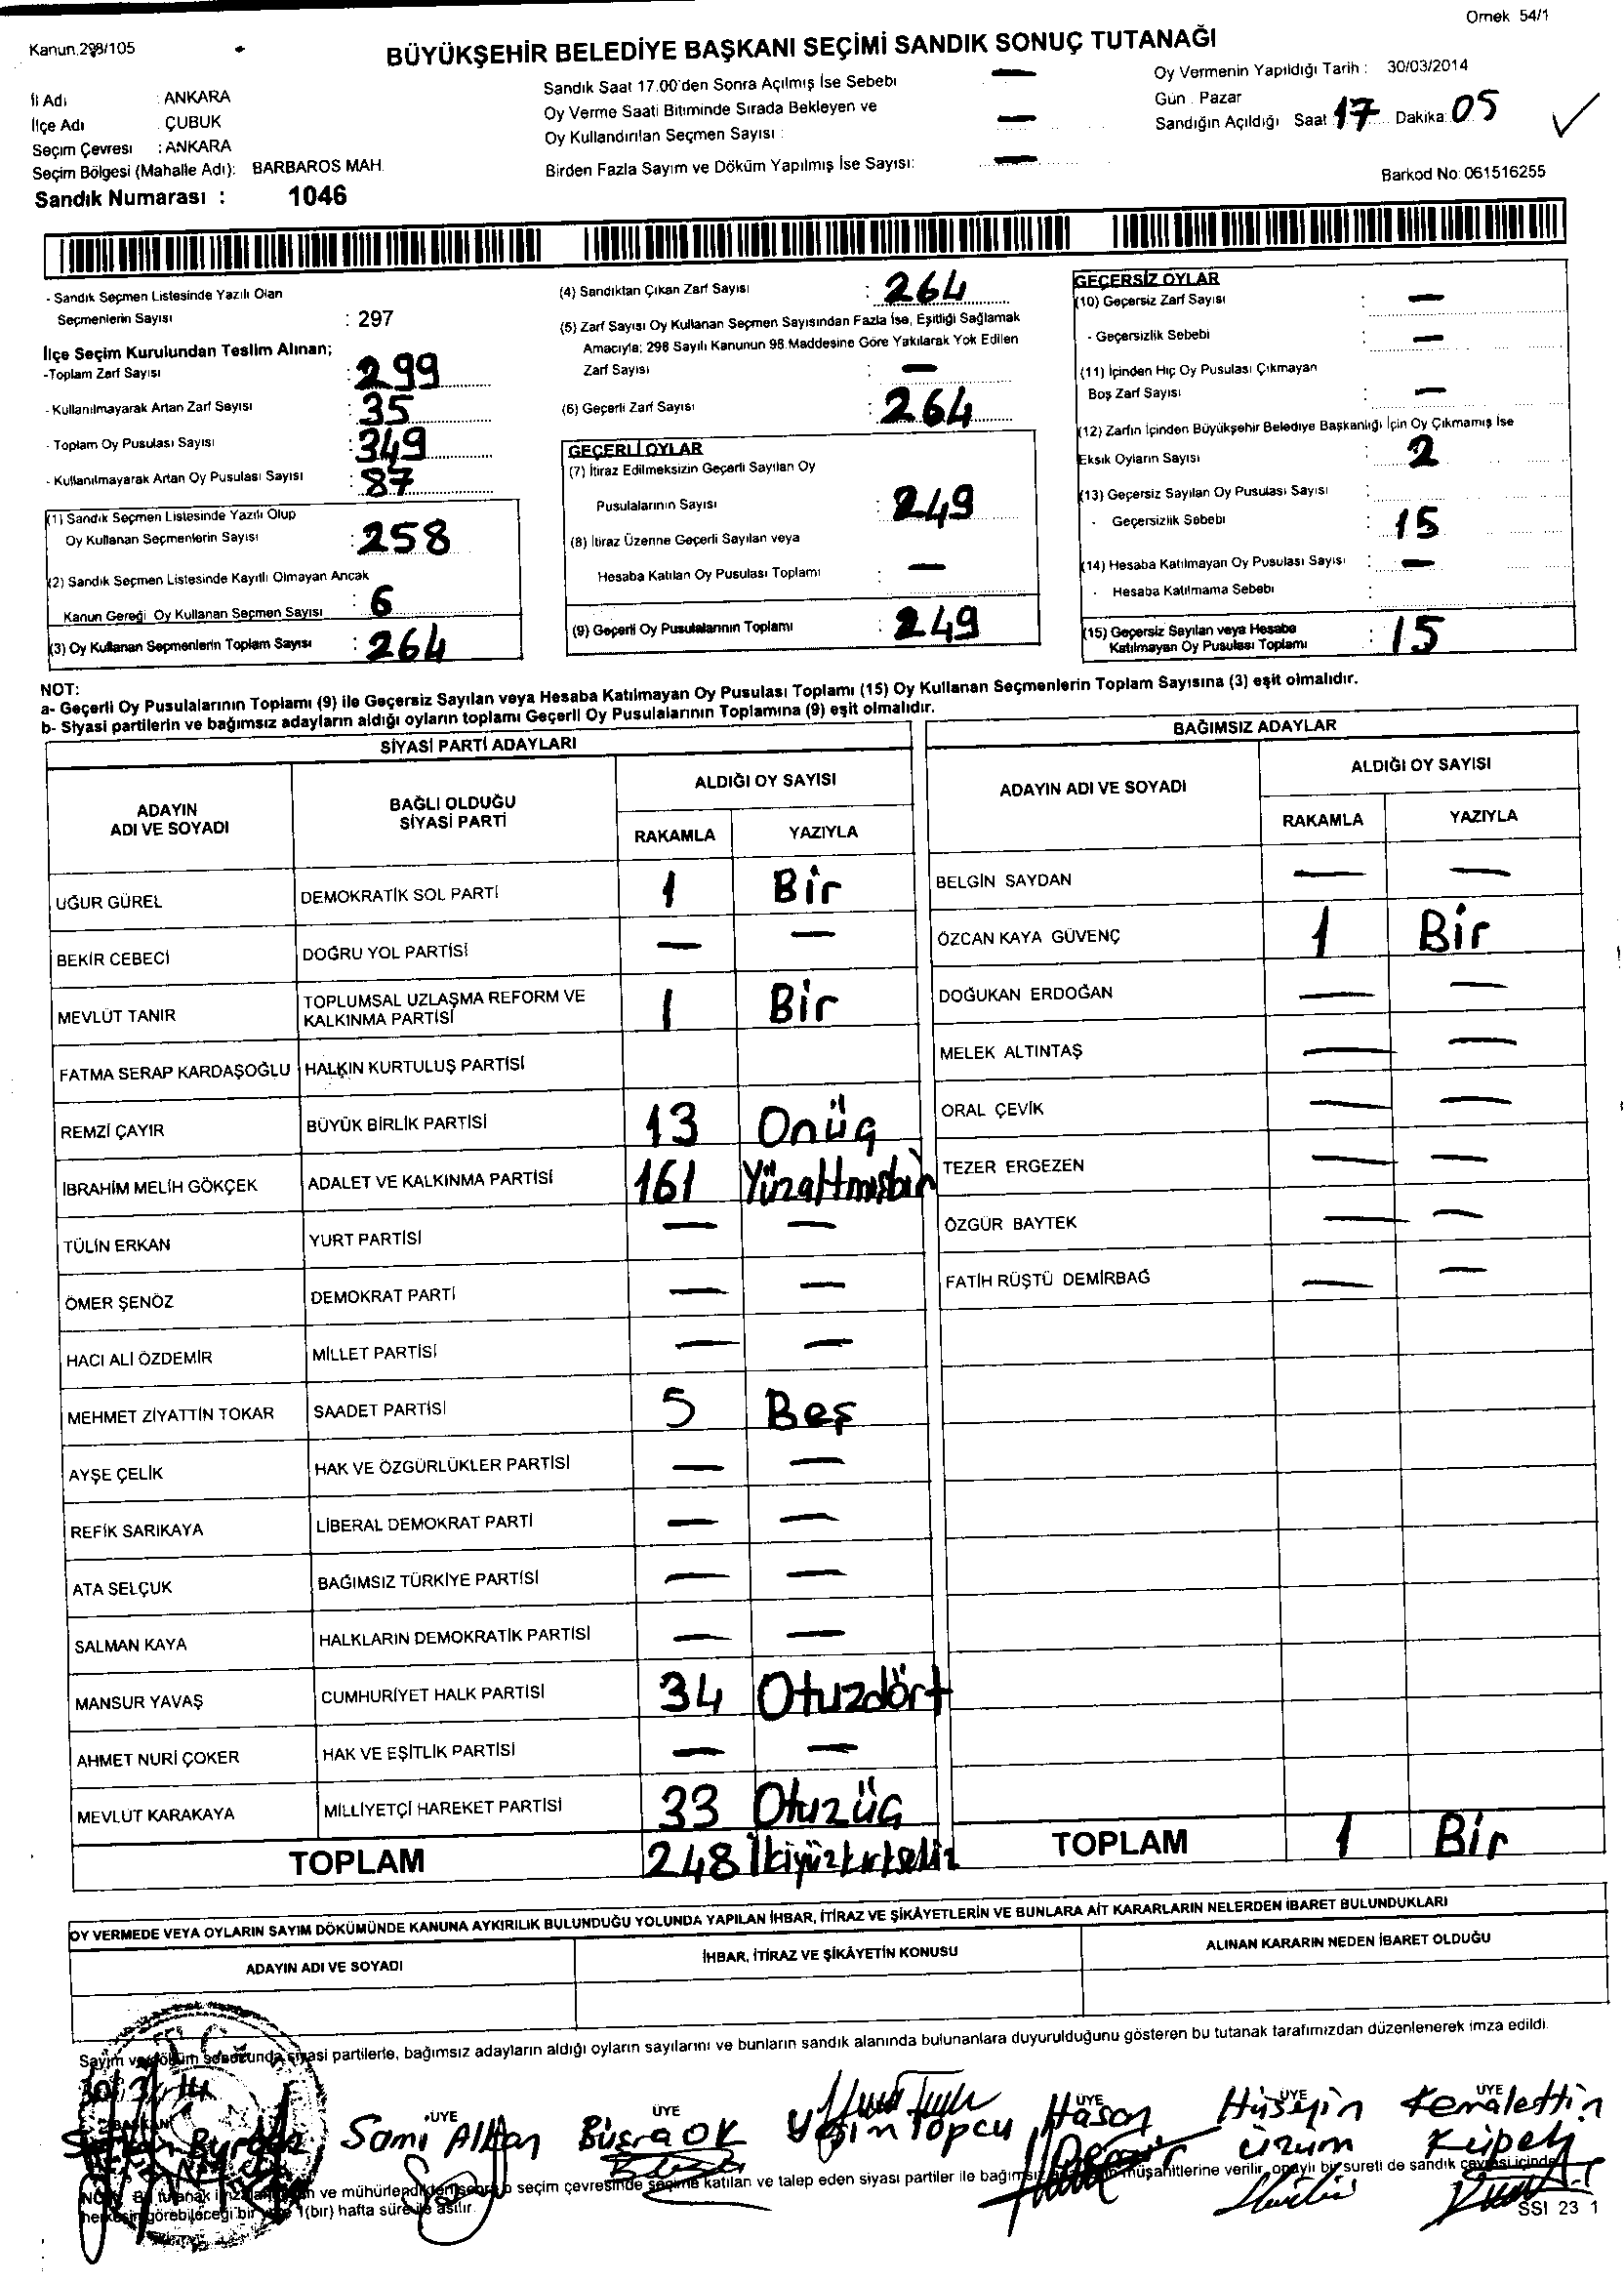 Örnek 54/1
Kanun.298/105
BÜYÜKŞEHİR BELEDİYE BAŞKANI SEÇİMİ SANDIK SONUÇ TUTANAĞI
İl Adı : ANKARA
İlçe Adı : ÇUBUK
Seçim Çevresi : ANKARA
Seçim Bölgesi (Mahalle Adı): BARBAROS MAH.
Sandık Numarası : 1046
Sandık Saat 17.00'den Sonra Açılmış İse Sebebi —
Oy Verme Saati Bitiminde Sırada Bekleyen ve
Oy Kullandırılan Seçmen Sayısı : —
Birden Fazla Sayım ve Döküm Yapılmış İse Sayısı: —
Oy Vermenin Yapıldığı Tarih : 30/03/2014
Gün : Pazar
Sandığın Açıldığı Saat 17 Dakika: 05
Barkod No: 061516255
- Sandık Seçmen Listesinde Yazılı Olan
Seçmenlerin Sayısı : 297
İlçe Seçim Kurulundan Teslim Alınan;
-Toplam Zarf Sayısı : 299
- Kullanılmayarak Artan Zarf Sayısı : 35
- Toplam Oy Pusulası Sayısı : 349
- Kullanılmayarak Artan Oy Pusulası Sayısı : 87
(1) Sandık Seçmen Listesinde Yazılı Olup
Oy Kullanan Seçmenlerin Sayısı : 258
(2) Sandık Seçmen Listesinde Kayıtlı Olmayan Ancak
Kanun Gereği Oy Kullanan Seçmen Sayısı : 6
(3) Oy Kullanan Seçmenlerin Toplam Sayısı : 264
(4) Sandıktan Çıkan Zarf Sayısı : 264
(5) Zarf Sayısı Oy Kullanan Seçmen Sayısından Fazla İse, Eşitliği Sağlamak
Amacıyla; 298 Sayılı Kanunun 98.Maddesine Göre Yakılarak Yok Edilen
Zarf Sayısı : —
(6) Geçerli Zarf Sayısı : 264
GEÇERLİ OYLAR
(7) İtiraz Edilmeksizin Geçerli Sayılan Oy
Pusulalarının Sayısı : 249
(8) İtiraz Üzerine Geçerli Sayılan veya
Hesaba Katılan Oy Pusulası Toplamı : —
(9) Geçerli Oy Pusulalarının Toplamı : 249
GEÇERSİZ OYLAR
(10) Geçersiz Zarf Sayısı : —
- Geçersizlik Sebebi : —
(11) İçinden Hiç Oy Pusulası Çıkmayan
Boş Zarf Sayısı : —
(12) Zarfın İçinden Büyükşehir Belediye Başkanlığı İçin Oy Çıkmamış İse
Eksik Oyların Sayısı : 2
(13) Geçersiz Sayılan Oy Pusulası Sayısı :
- Geçersizlik Sebebi : 15
(14) Hesaba Katılmayan Oy Pusulası Sayısı : —
- Hesaba Katılmama Sebebi :
(15) Geçersiz Sayılan veya Hesaba
Katılmayan Oy Pusulası Toplamı : 15
NOT:
a- Geçerli Oy Pusulalarının Toplamı (9) ile Geçersiz Sayılan veya Hesaba Katılmayan Oy Pusulası Toplamı (15) Oy Kullanan Seçmenlerin Toplam Sayısına (3) eşit olmalıdır.
b- Siyasi partilerin ve bağımsız adayların aldığı oyların toplamı Geçerli Oy Pusulalarının Toplamına (9) eşit olmalıdır.
SİYASİ PARTİ ADAYLARI
ADAYIN ADI VE SOYADI
BAĞLI OLDUĞU SİYASİ PARTİ
ALDIĞI OY SAYISI
RAKAMLA YAZIYLA
UĞUR GÜREL DEMOKRATİK SOL PARTİ 1 Bir
BEKİR CEBECİ DOĞRU YOL PARTİSİ — —
MEVLÜT TANIR TOPLUMSAL UZLAŞMA REFORM VE KALKINMA PARTİSİ 1 Bir
FATMA SERAP KARDAŞOĞLU HALKIN KURTULUŞ PARTİSİ
REMZİ ÇAYIR BÜYÜK BİRLİK PARTİSİ 13 Onüç
İBRAHİM MELİH GÖKÇEK ADALET VE KALKINMA PARTİSİ 161 Yüzaltmışbir
TÜLİN ERKAN YURT PARTİSİ — —
ÖMER ŞENÖZ DEMOKRAT PARTİ — —
HACI ALİ ÖZDEMİR MİLLET PARTİSİ — —
MEHMET ZİYATTİN TOKAR SAADET PARTİSİ 5 Beş
AYŞE ÇELİK HAK VE ÖZGÜRLÜKLER PARTİSİ — —
REFİK SARIKAYA LİBERAL DEMOKRAT PARTİ — —
ATA SELÇUK BAĞIMSIZ TÜRKİYE PARTİSİ — —
SALMAN KAYA HALKLARIN DEMOKRATİK PARTİSİ — —
MANSUR YAVAŞ CUMHURİYET HALK PARTİSİ 34 Otuzdört
AHMET NURİ ÇOKER HAK VE EŞİTLİK PARTİSİ — —
MEVLÜT KARAKAYA MİLLİYETÇİ HAREKET PARTİSİ 33 Otuzüç
TOPLAM 248 İkiyüzkırksekiz
BAĞIMSIZ ADAYLAR
ADAYIN ADI VE SOYADI
ALDIĞI OY SAYISI
RAKAMLA YAZIYLA
BELGİN SAYDAN — —
ÖZCAN KAYA GÜVENÇ 1 Bir
DOĞUKAN ERDOĞAN — —
MELEK ALTINTAŞ — —
ORAL ÇEVİK — —
TEZER ERGEZEN — —
ÖZGÜR BAYTEK — —
FATİH RÜŞTÜ DEMİRBAĞ — —
TOPLAM 1 Bir
OY VERMEDE VEYA OYLARIN SAYIM DÖKÜMÜNDE KANUNA AYKIRILIK BULUNDUĞU YOLUNDA YAPILAN İHBAR, İTİRAZ VE ŞİKÂYETLERİN VE BUNLARA AİT KARARLARIN NELERDEN İBARET BULUNDUKLARI
ADAYIN ADI VE SOYADI İHBAR, İTİRAZ VE ŞİKÂYETİN KONUSU ALINAN KARARIN NEDEN İBARET OLDUĞU
Sayım ve döküm sonucunda siyasi partilerle, bağımsız adayların aldığı oyların sayılarını ve bunların sandık alanında bulunanlara duyurulduğunu gösteren bu tutanak tarafımızdan düzenlenerek imza edildi.
BAŞKAN ÜYE ÜYE ÜYE ÜYE ÜYE
Sami Alkan Büşra OK Yeşim Topcu Hasan Hüseyin Üzüm Kemalettin Küpeli
ve mühürlendikten sonra o seçim çevresinde seçime katılan ve talep eden siyasi partiler ile bağımsız müşahitlerine verilir, onaylı bir sureti de sandık çevresi içinde
herkesin görebileceği bir yere 1(bir) hafta süre ile asılır.
SSI 23 1